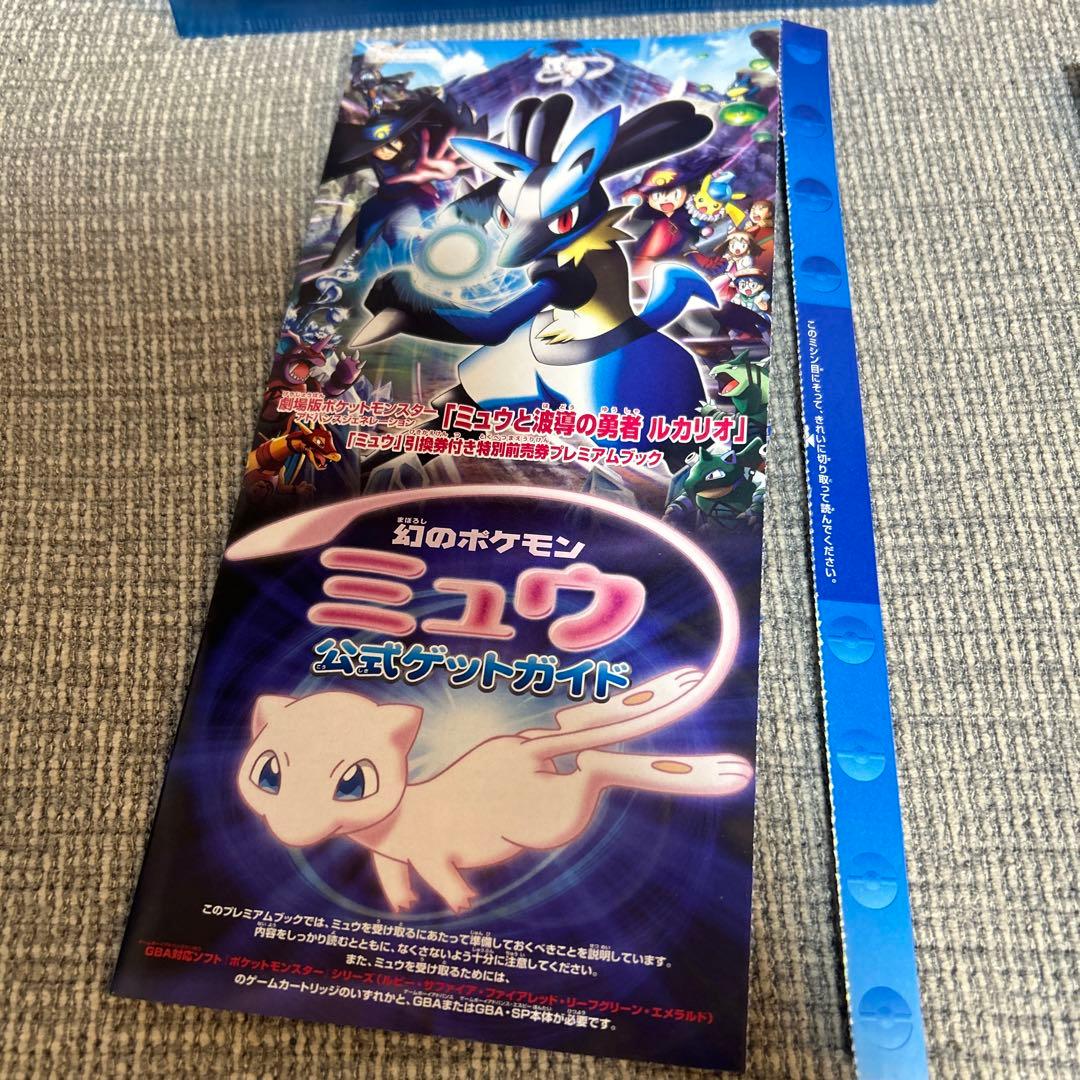 劇場版ポケットモンスター
アドバンスジェネレーション
「ミュウと波導の勇者 ルカリオ」
「ミュウ」引換券付き特別前売券プレミアムブック
幻のポケモン
ミュウ
公式ゲットガイド
このプレミアムブックでは、ミュウを受け取るにあたって準備しておくべきことを説明しています。
内容をしっかり読むとともに、なくさないよう十分に注意してください。
また、ミュウを受け取るためには、
GBA対応ソフト「ポケットモンスター」シリーズ(ルビー・サファイア・ファイアレッド・リーフグリーン・エメラルド)
のゲームカートリッジのいずれかと、GBAまたはGBA・SP本体が必要です。
このミシン目にそって、きれいに切り取って読んでください。